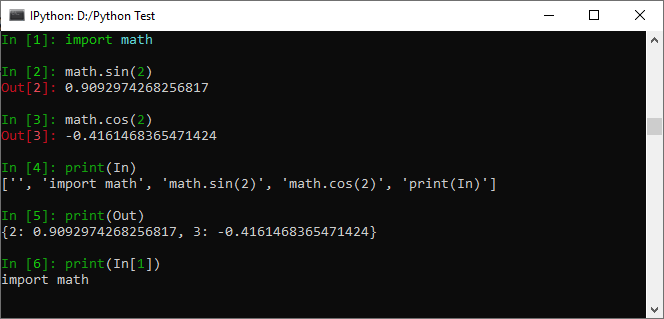 IPython: D:/Python Test
In [1]: import math
In [2]: math.sin(2)
Out[2]: 0.9092974268256817
In [3]: math.cos(2)
Out[3]: -0.4161468365471424
In [4]: print(In)
['', 'import math', 'math.sin(2)', 'math.cos(2)', 'print(In)']
In [5]: print(Out)
{2: 0.9092974268256817, 3: -0.4161468365471424}
In [6]: print(In[1])
import math